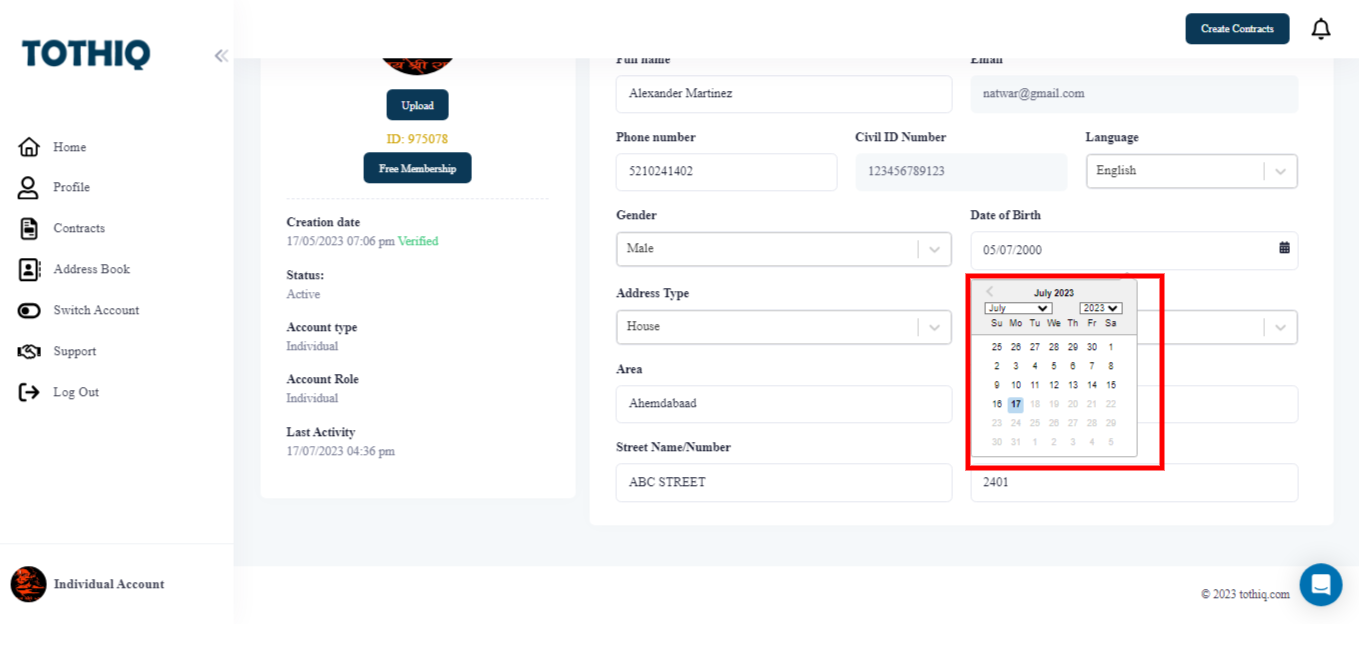 TOTHIQ
Create Contracts
Home
Profile
Contracts
Address Book
Switch Account
Support
Log Out
Individual Account
श्री
Upload
ID: 975078
Free Membership
Creation date
17/05/2023 07:06 pm Verified
Status:
Active
Account type
Individual
Account Role
Individual
Last Activity
17/07/2023 04:36 pm
Full name
Email
Alexander Martinez
natwar@gmail.com
Phone number
Civil ID Number
Language
5210241402
123456789123
English
Gender
Date of Birth
Male
05/07/2000
Address Type
House
July 2023
July
2023
Su Mo Tu We Th Fr Sa
25 26 27 28 29 30 1
2 3 4 5 6 7 8
9 10 11 12 13 14 15
16 17 18 19 20 21 22
23 24 25 26 27 28 29
30 31 1 2 3 4 5
Area
Ahemdabaad
Street Name/Number
ABC STREET
2401
© 2023 tothiq.com